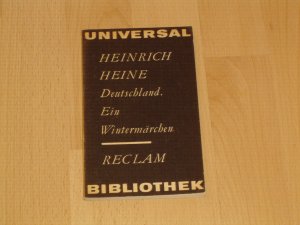 UNIVERSAL
HEINRICH
HEINE
Deutschland.
Ein
Wintermärchen
RECLAM
BIBLIOTHEK